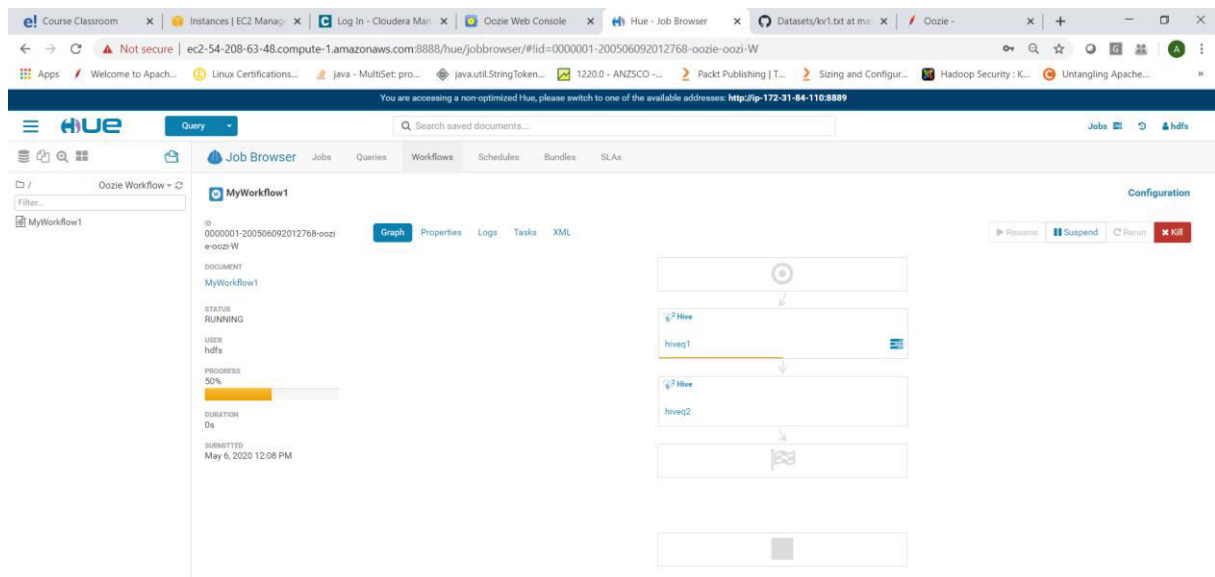 Course Classroom
Instances | EC2 Manag
Log In - Cloudera Man
Oozie Web Console
Hue - Job Browser
Datasets/kv1.txt at ma
Oozie -
Not secure | ec2-54-208-63-48.compute-1.amazonaws.com:8888/hue/jobbrowser/#!id=0000001-200506092012768-oozie-oozi-W
Apps Welcome to Apach... Linux Certifications... java - MultiSet: pro... java.util.StringToken... 1220.0 - ANZSCO -... Packt Publishing | T... Sizing and Configur... Hadoop Security : K... Untangling Apache...
You are accessing a non-optimized Hue, please switch to one of the available addresses: http://ip-172-31-84-110:8889
HUE Query Search saved documents... Jobs hdfs
/ Oozie Workflow
Filter...
MyWorkflow1
Job Browser Jobs Queries Workflows Schedules Bundles SLAs
MyWorkflow1 Configuration
ID
0000001-200506092012768-oozi
e-oozi-W
DOCUMENT
MyWorkflow1
STATUS
RUNNING
USER
hdfs
PROGRESS
50%
DURATION
0s
SUBMITTED
May 6, 2020 12:08 PM
Graph Properties Logs Tasks XML
Resume Suspend Rerun Kill
Hive
hiveq1
Hive
hiveq2